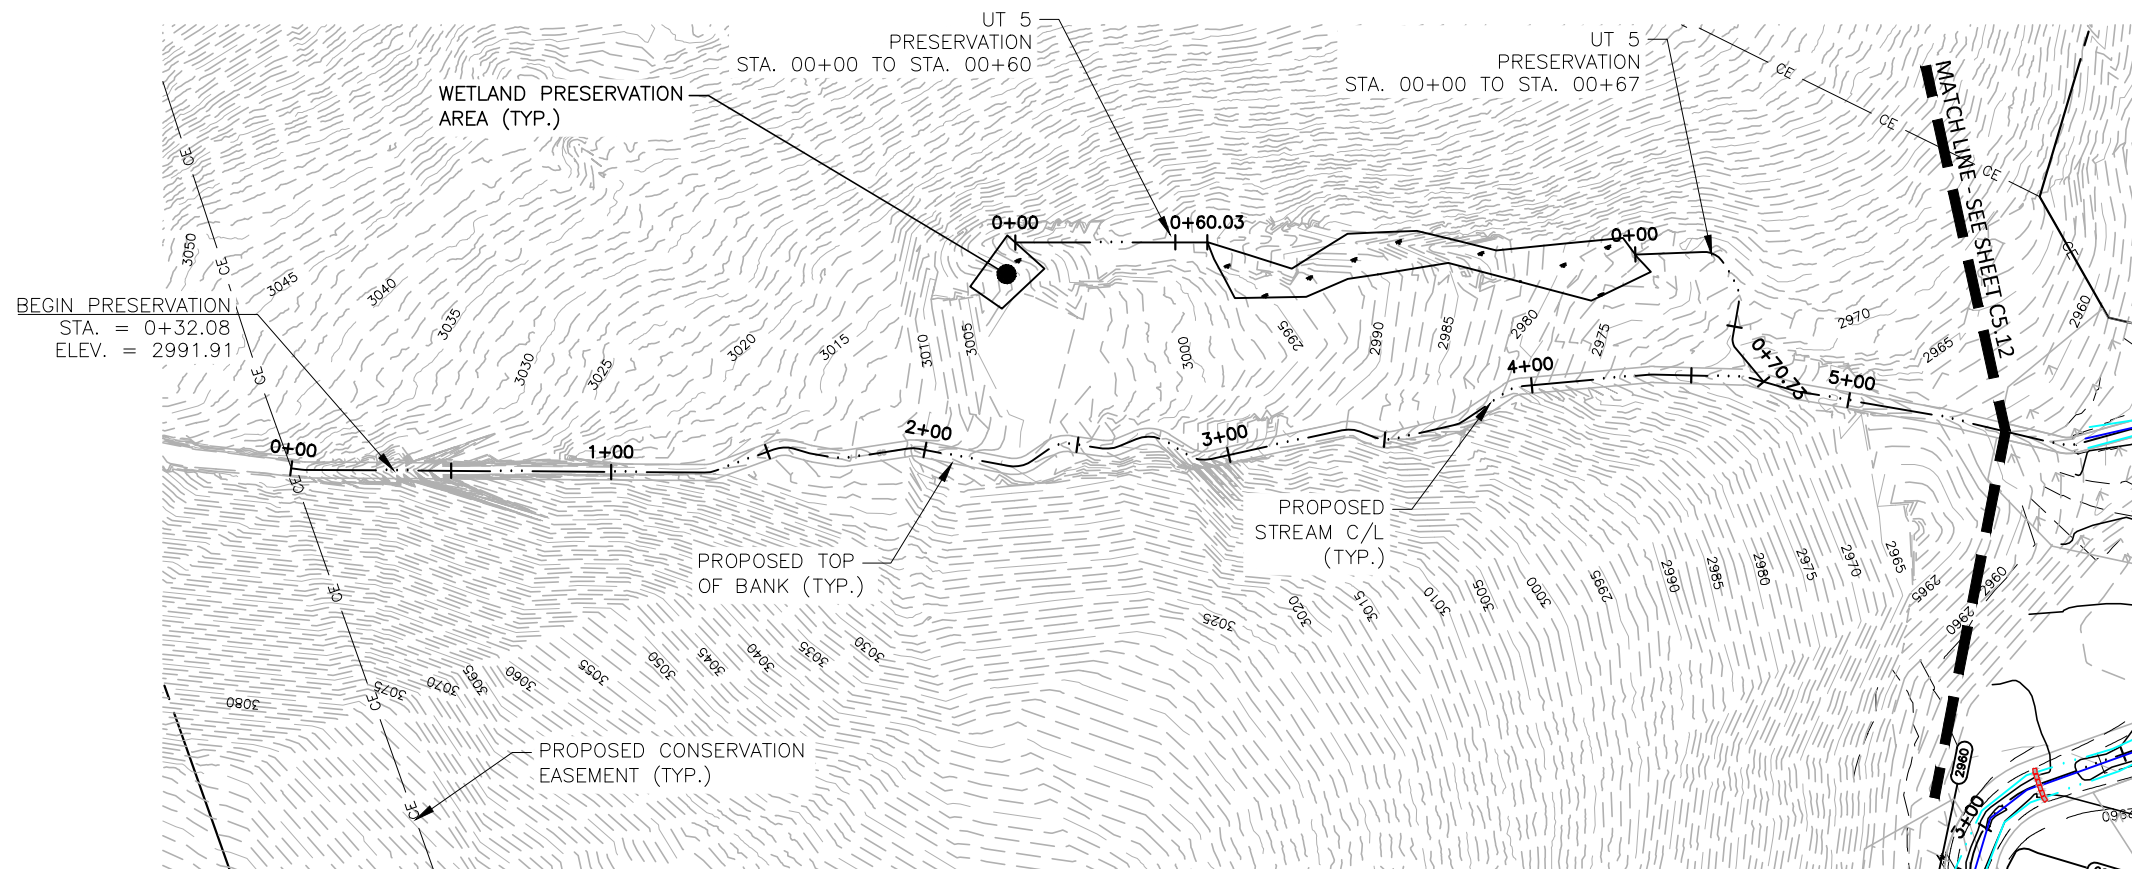 UT 5
PRESERVATION
STA. 00+00 TO STA. 00+60
UT 5
PRESERVATION
STA. 00+00 TO STA. 00+67
WETLAND PRESERVATION
AREA (TYP.)
MATCH LINE - SEE SHEET C5.12
CE
CE
CE
CE
CE
CE
CE
CE
CE
CE
CE
0+00
0+60.03
0+00
3050
3045
3040
3035
3030
3025
3020
3015
3010
3005
3000
2995
2990
2985
2980
2975
2970
2965
2960
BEGIN PRESERVATION
STA. = 0+32.08
ELEV. = 2991.91
0+00
1+00
2+00
3+00
4+00
0+70.73
5+00
PROPOSED
STREAM C/L
(TYP.)
PROPOSED TOP
OF BANK (TYP.)
3080
3075
3070
3065
3060
3055
3050
3045
3040
3035
3030
3025
3020
3015
3010
3005
3000
2995
2990
2985
2980
2975
2970
2965
2965
2960
2960
PROPOSED CONSERVATION
EASEMENT (TYP.)
2960
3+00